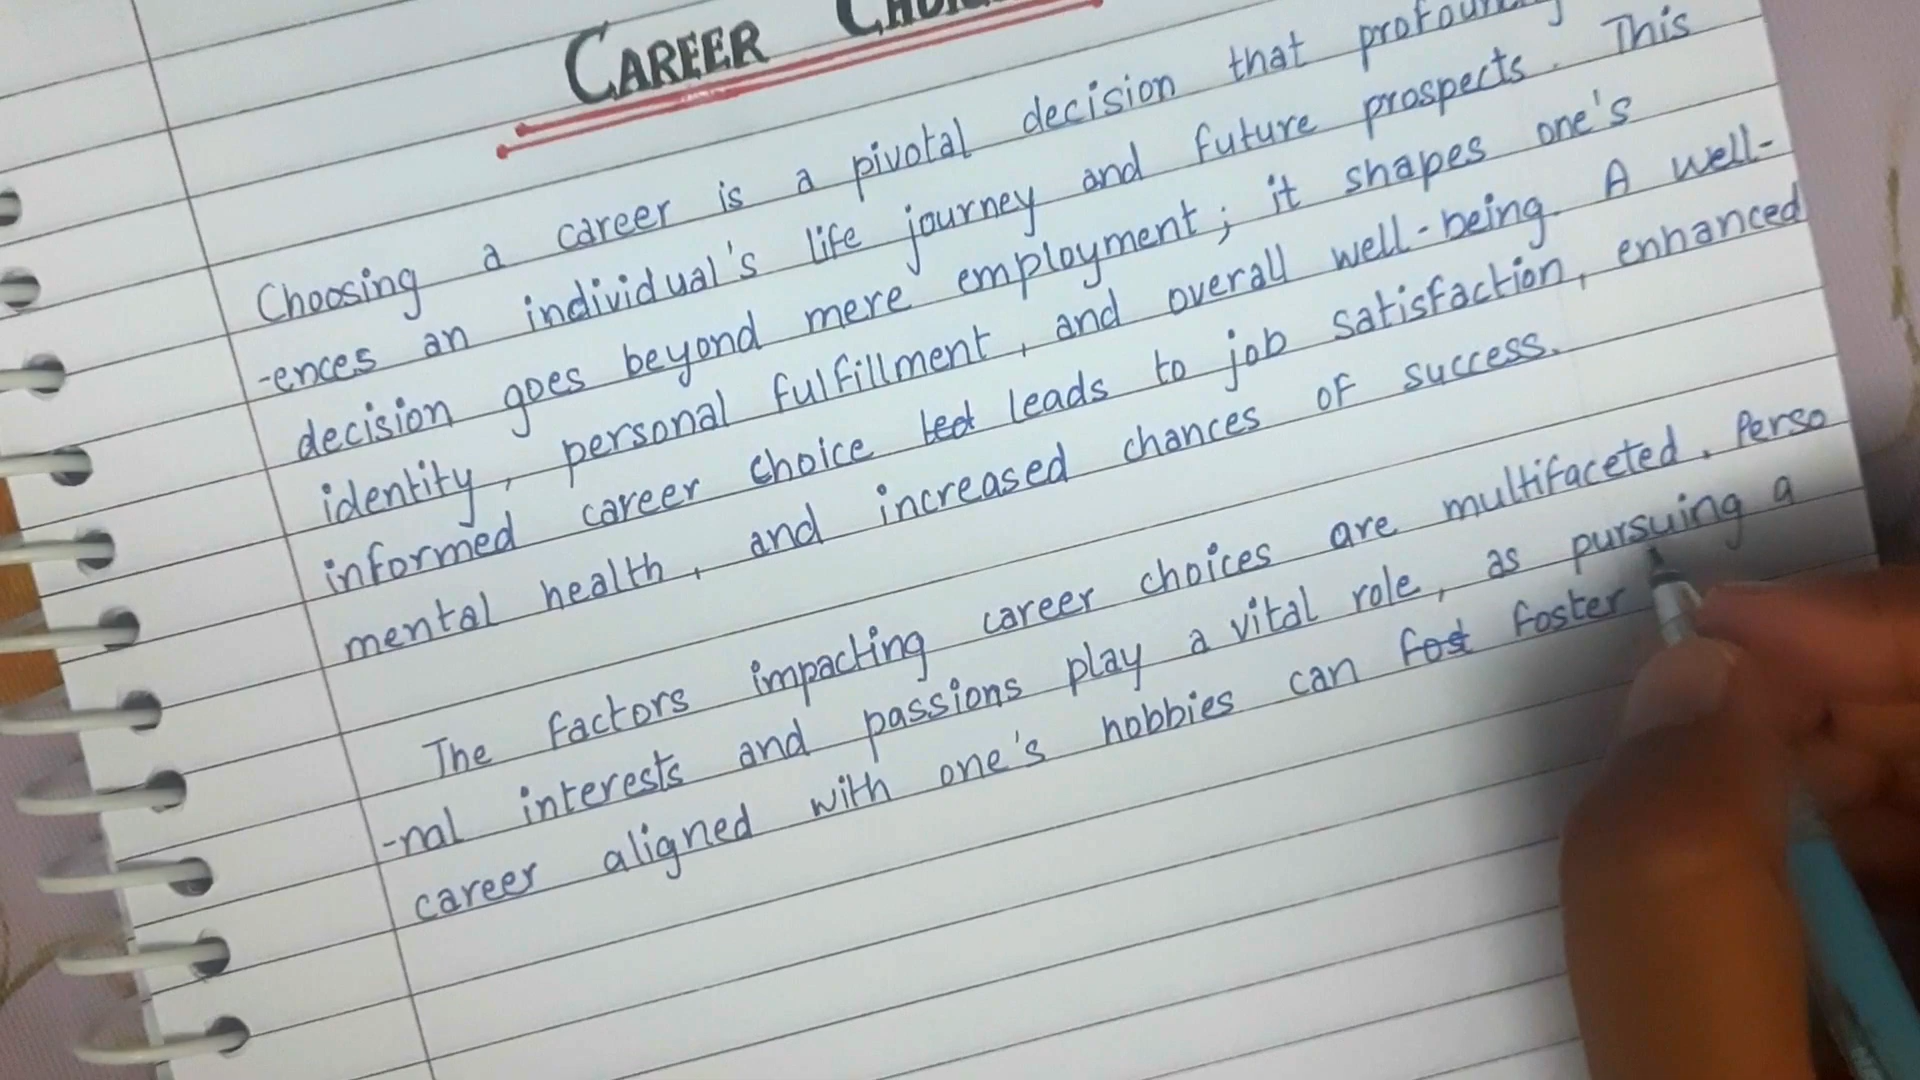 CAREER
Choosing a career is a pivotal decision that
-ences an individual's life journey and future prospects. This
decision goes beyond mere employment; it shapes one's
identity, personal fulfillment, and overall well-being. A well-
informed career choice led leads to job satisfaction, enhanced
mental health, and increased chances of success.
The factors impacting career choices are multifaceted. Perso
-nal interests and passions play a vital role, as pursuing a
career aligned with one's hobbies can fost foster